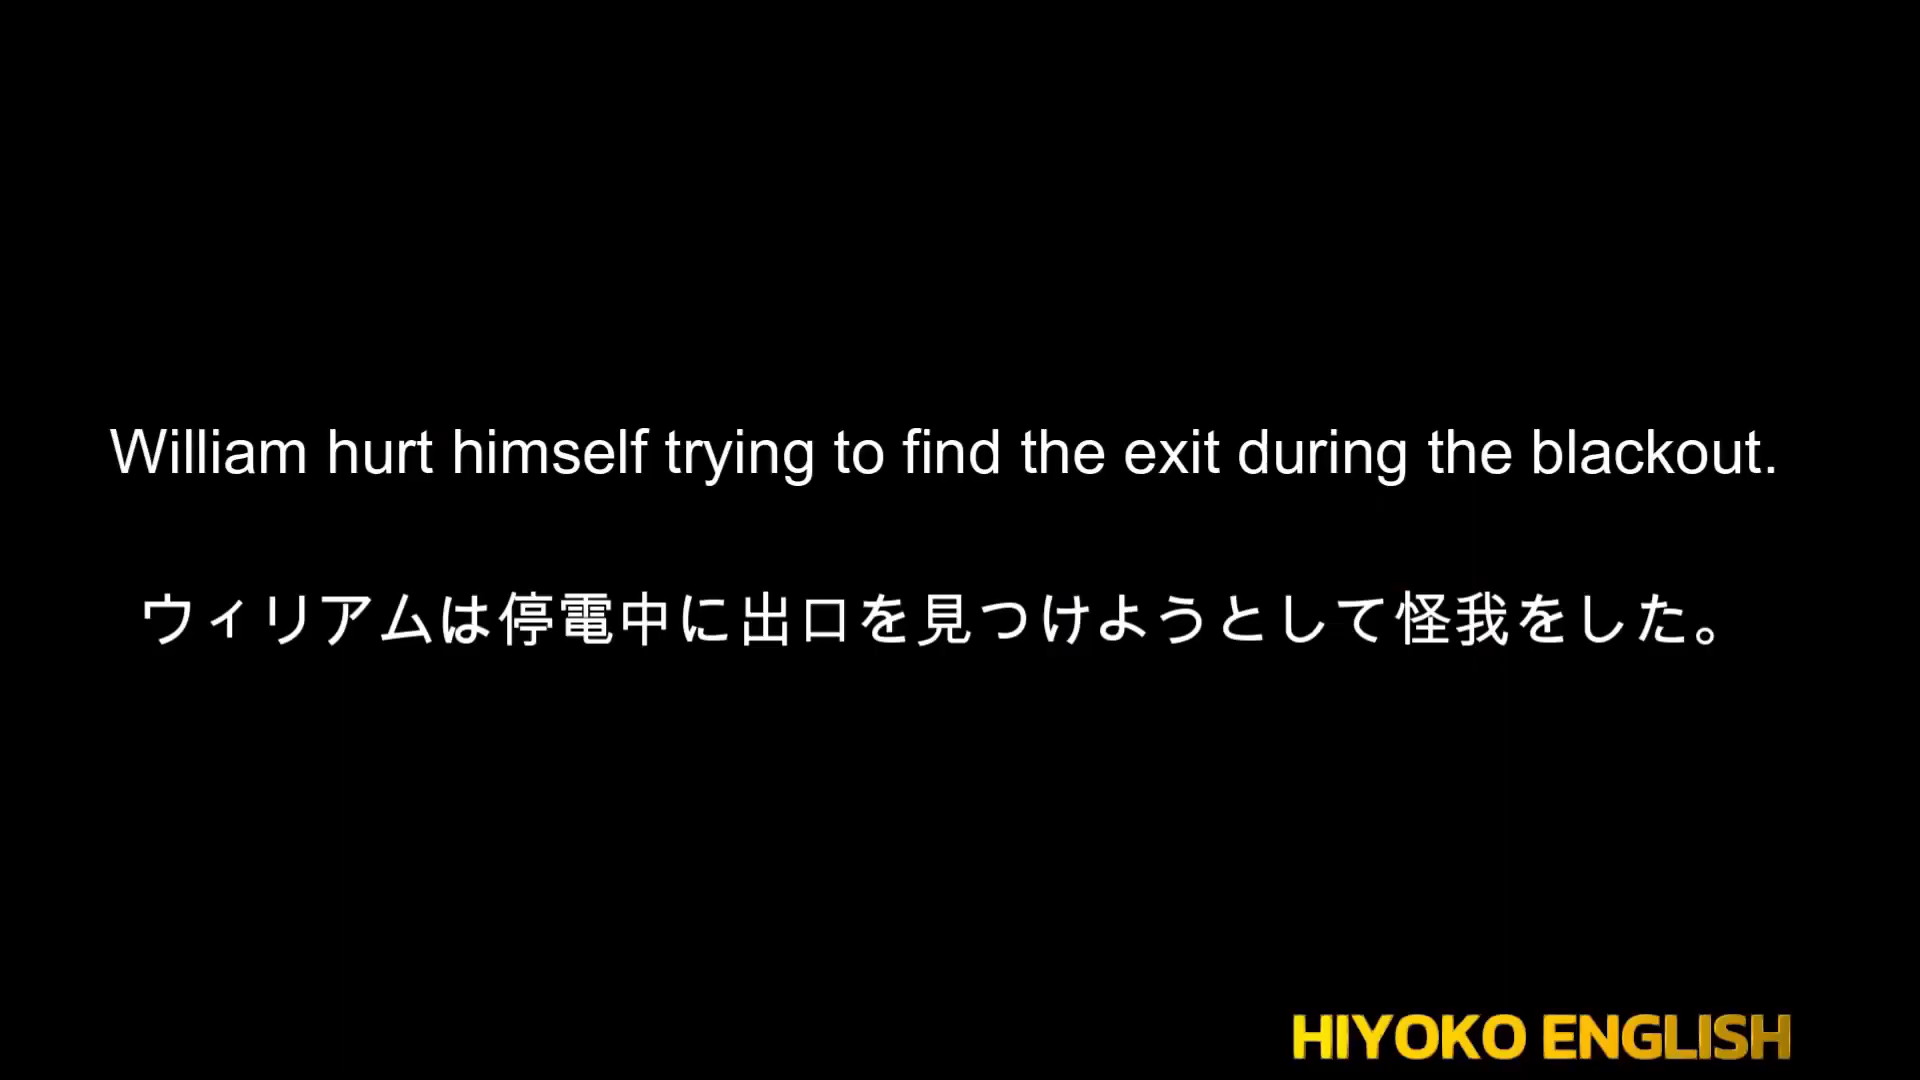 William hurt himself trying to find the exit during the blackout.
ウィリアムは停電中に出口を見つけようとして怪我をした。
HIYOKO ENGLISH